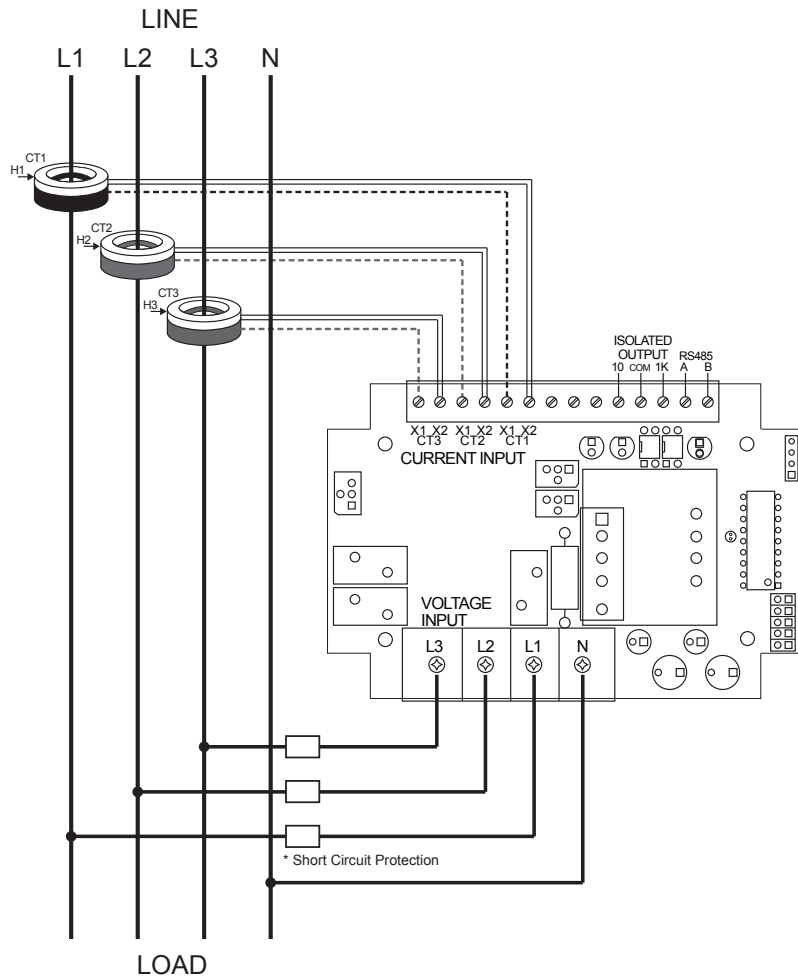 LINE
L1 L2 L3 N
CT1
H1
CT2
H2
CT3
H3
ISOLATED
OUTPUT
10 COM 1K
RS485
A B
X1 X2 X1 X2 X1 X2
CT3 CT2 CT1
CURRENT INPUT
VOLTAGE
INPUT
L3 L2 L1 N
* Short Circuit Protection
LOAD